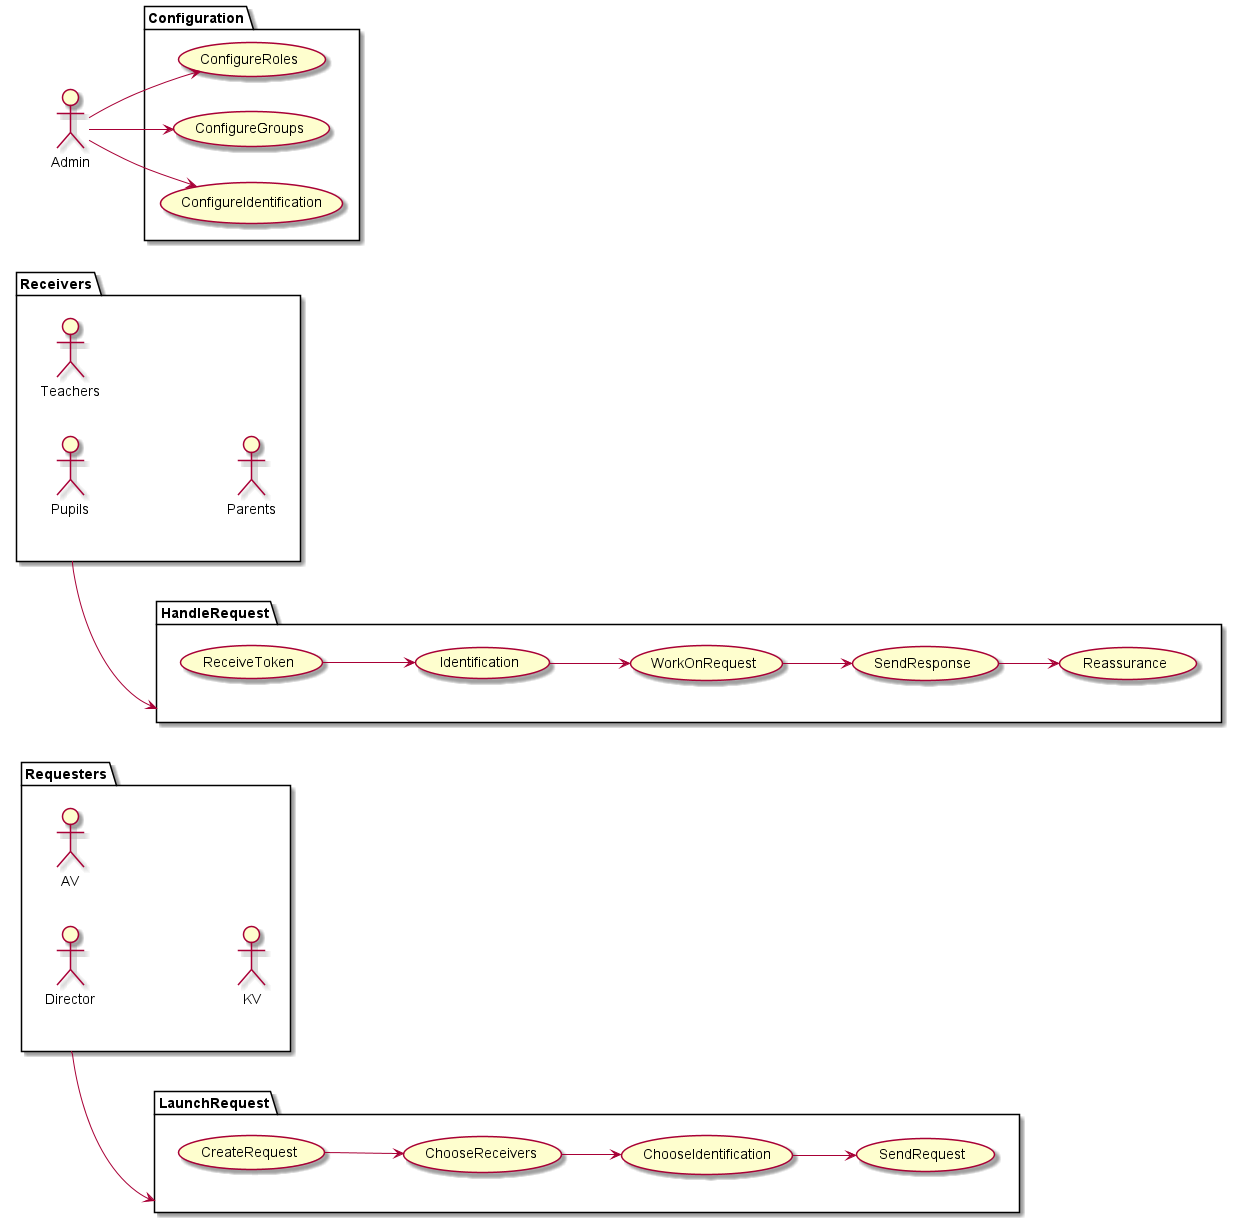 Configuration
ConfigureRoles
ConfigureGroups
Admin
ConfigureIdentification
Receivers
Teachers
Pupils
Parents
HandleRequest
ReceiveToken
Identification
WorkOnRequest
SendResponse
Reassurance
Requesters
AV
Director
KV
LaunchRequest
CreateRequest
ChooseReceivers
ChooseIdentification
SendRequest